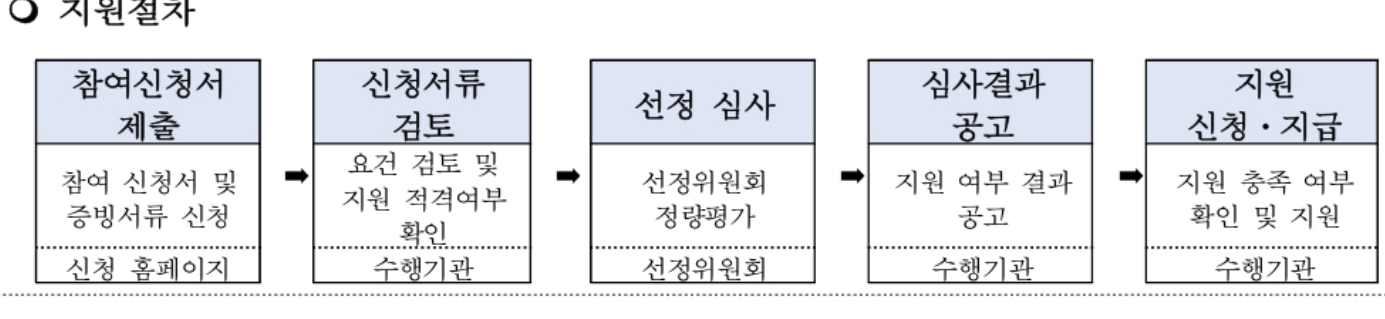 ○ 지원절차
참여신청서
제출
참여 신청서 및
증빙서류 신청
신청 홈페이지
➡
신청서류
검토
요건 검토 및
지원 적격여부
확인
수행기관
➡
선정 심사
선정위원회
정량평가
선정위원회
➡
심사결과
공고
지원 여부 결과
공고
수행기관
➡
지원
신청・지급
지원 충족 여부
확인 및 지원
수행기관